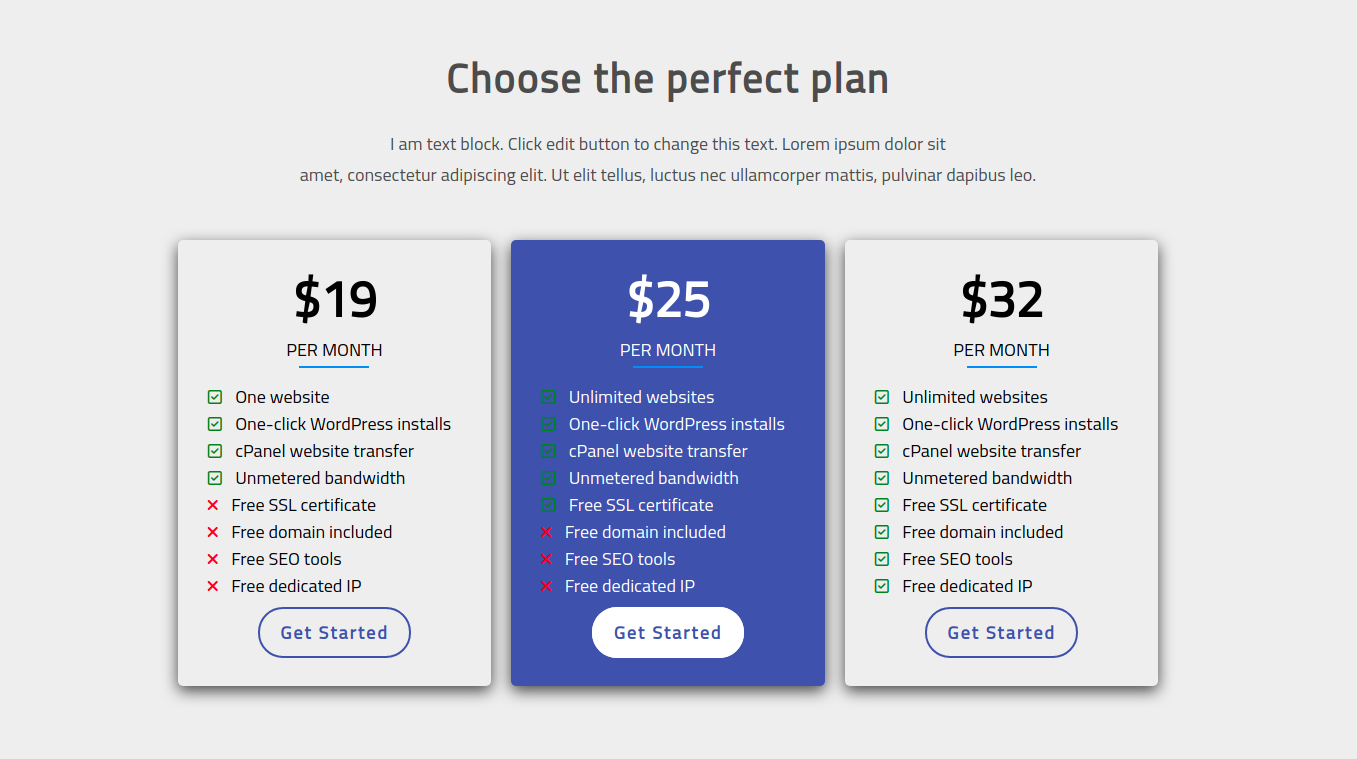 Choose the perfect plan
I am text block. Click edit button to change this text. Lorem ipsum dolor sit
amet, consectetur adipiscing elit. Ut elit tellus, luctus nec ullamcorper mattis, pulvinar dapibus leo.
$19
PER MONTH
One website
One-click WordPress installs
cPanel website transfer
Unmetered bandwidth
Free SSL certificate
Free domain included
Free SEO tools
Free dedicated IP
Get Started
$25
PER MONTH
Unlimited websites
One-click WordPress installs
cPanel website transfer
Unmetered bandwidth
Free SSL certificate
Free domain included
Free SEO tools
Free dedicated IP
Get Started
$32
PER MONTH
Unlimited websites
One-click WordPress installs
cPanel website transfer
Unmetered bandwidth
Free SSL certificate
Free domain included
Free SEO tools
Free dedicated IP
Get Started